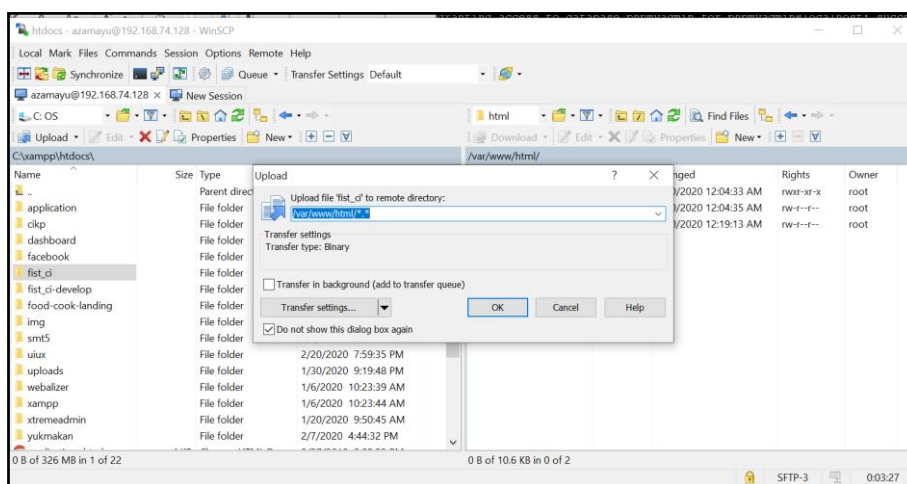 htdocs - azamayu@192.168.74.128 - WinSCP
Local Mark Files Commands Session Options Remote Help
Synchronize Queue Transfer Settings Default
azamayu@192.168.74.128 × New Session
C: OS html Find Files
Upload Edit Properties New Download Edit Properties New
C:\xampp\htdocs\ /var/www/html/
Name Size Type Upload ? nged Rights Owner
.. Parent direc Upload file 'fist_ci' to remote directory: /2020 12:04:33 AM rwxr-xr-x root
application File folder /var/www/html/*.* /2020 12:04:35 AM rw-r--r-- root
cikp File folder Transfer settings /2020 12:19:13 AM rw-r--r-- root
dashboard File folder Transfer type: Binary
facebook File folder
fist_ci File folder
fist_ci-develop File folder Transfer in background (add to transfer queue)
food-cook-landing File folder Transfer settings... OK Cancel Help
img File folder
smt5 File folder Do not show this dialog box again
uiux File folder 2/20/2020 7:59:35 PM
uploads File folder 1/30/2020 9:19:48 PM
webalizer File folder 1/6/2020 10:23:39 AM
xampp File folder 1/6/2020 10:23:44 AM
xtremeadmin File folder 1/20/2020 9:50:45 AM
yukmakan File folder 2/7/2020 4:44:32 PM
0 B of 326 MB in 1 of 22 0 B of 10.6 KB in 0 of 2
SFTP-3 0:03:27